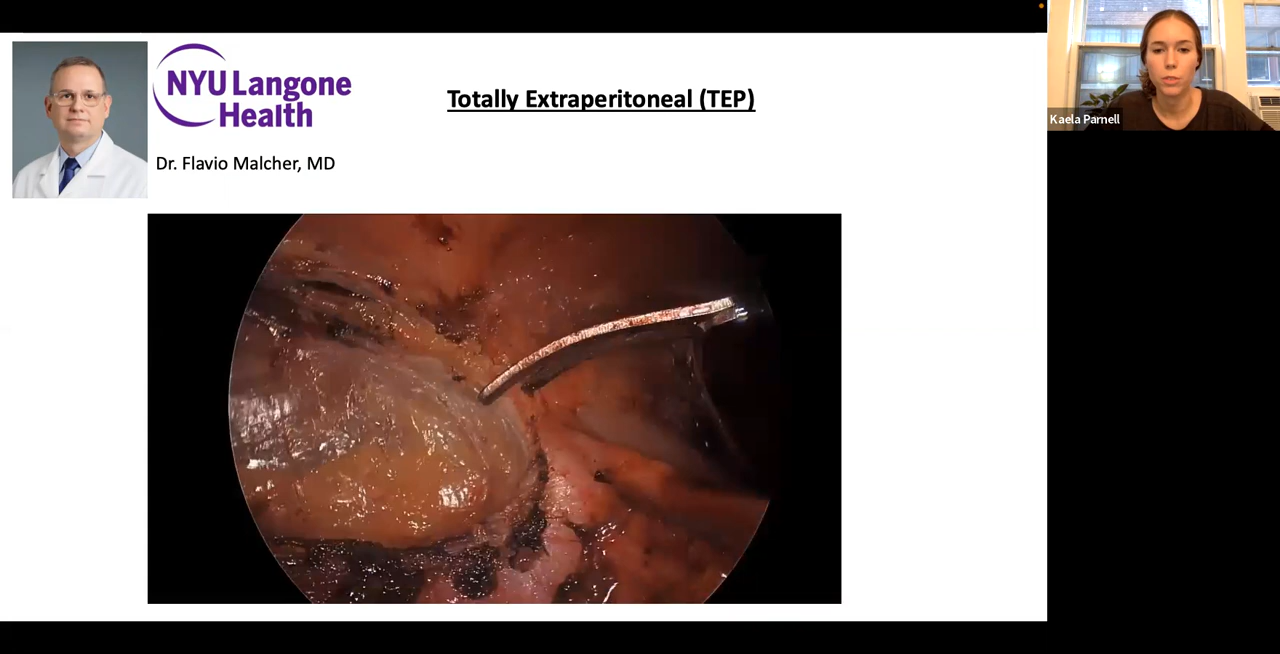 NYU Langone
Health
Totally Extraperitoneal (TEP)
Dr. Flavio Malcher, MD
Kaela Parnell